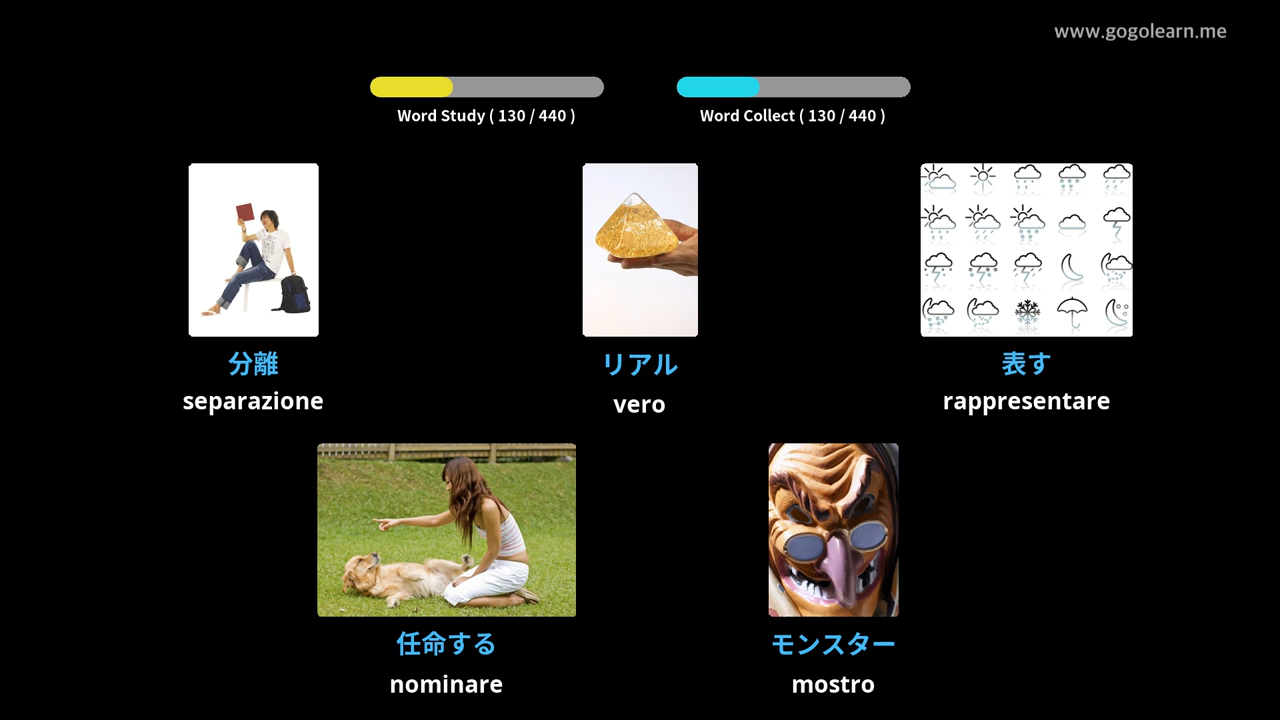 www.gogolearn.me
Word Study ( 130 / 440 )
Word Collect ( 130 / 440 )
分離
separazione
リアル
vero
表す
rappresentare
任命する
nominare
モンスター
mostro